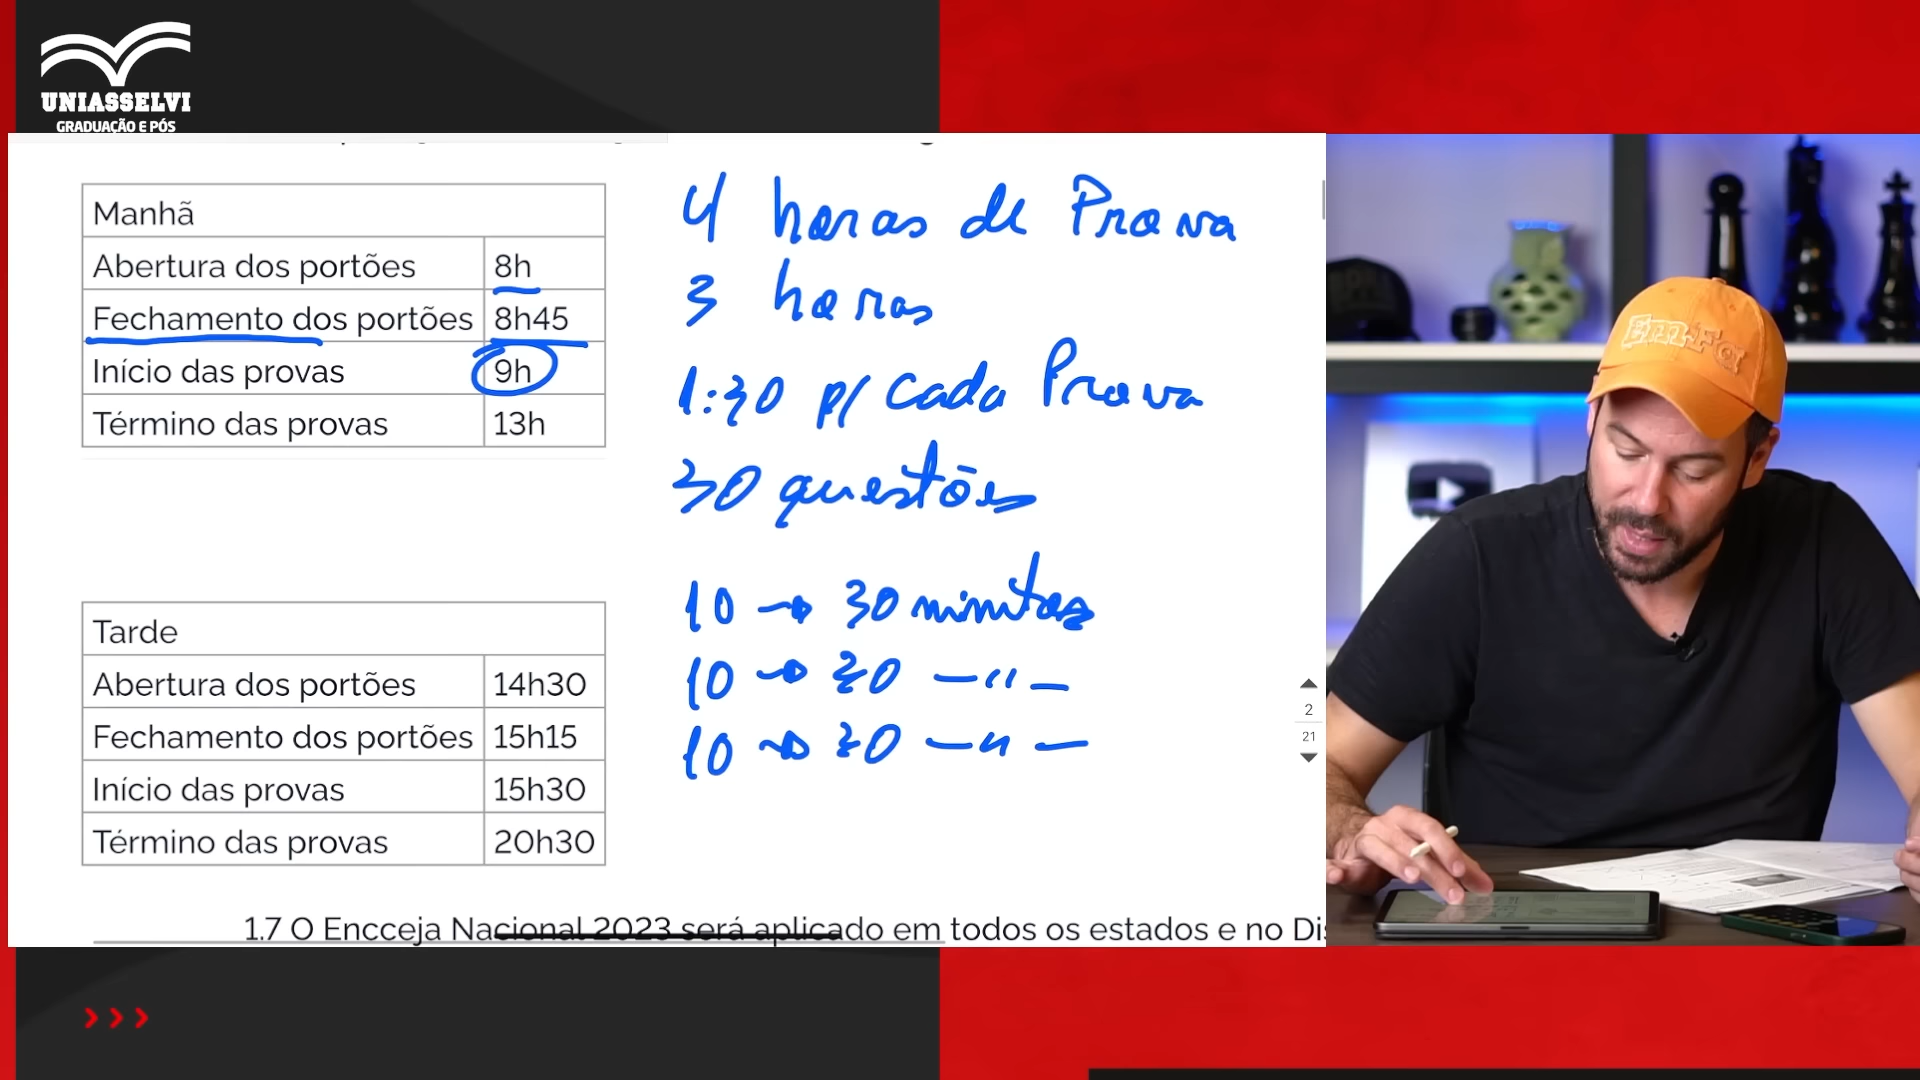 UNIASSELVI
GRADUAÇÃO E PÓS
Manhã
Abertura dos portões 8h
Fechamento dos portões 8h45
Início das provas 9h
Término das provas 13h
Tarde
Abertura dos portões 14h30
Fechamento dos portões 15h15
Início das provas 15h30
Término das provas 20h30
1.7 O Encceja Nacional 2023 será aplicado em todos os estados e no Dis
4 horas de Prova
3 horas
1:30 p/ cada Prova
30 questões
10 → 30 minutos
10 → 30 — " —
10 → 30 — " —
2
21